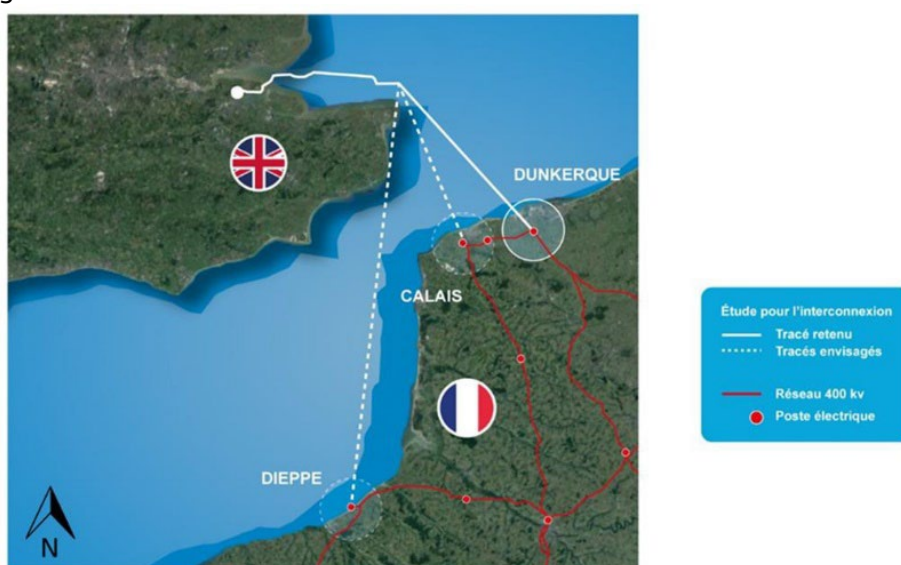 DUNKERQUE
CALAIS
DIEPPE
N
Étude pour l'interconnexion
Tracé retenu
Tracés envisagés
Réseau 400 kv
Poste électrique